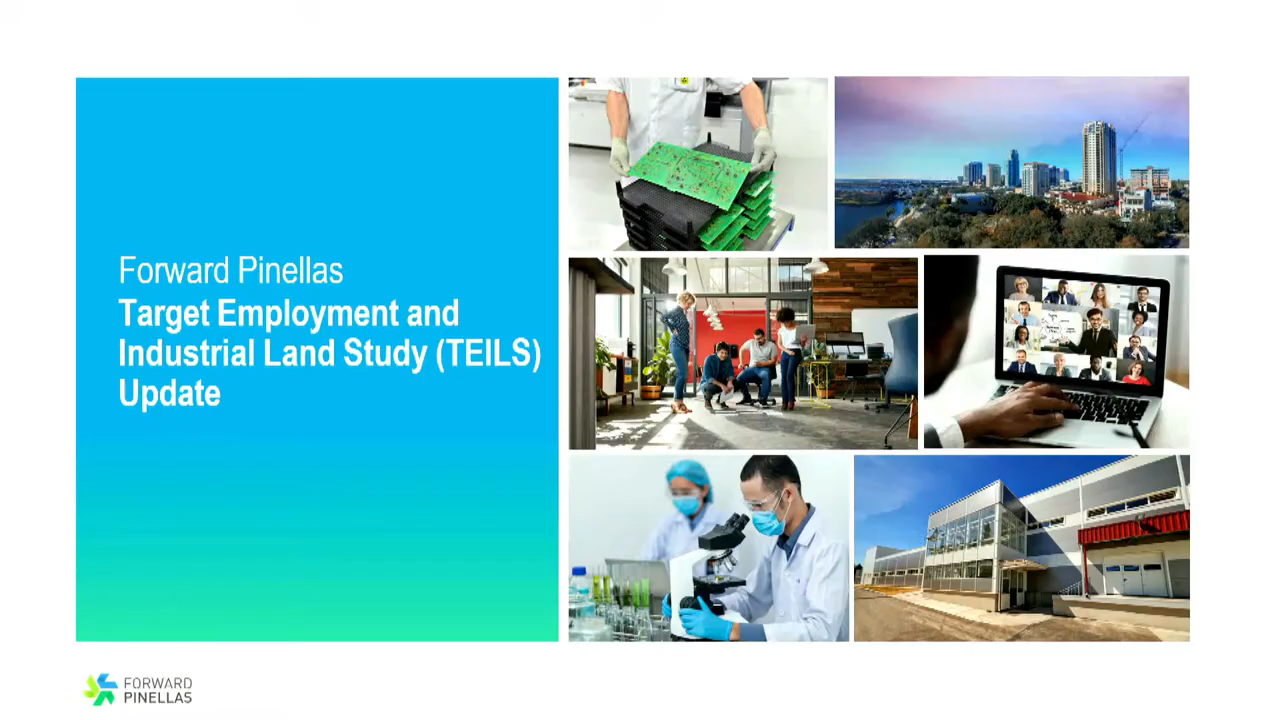 Forward Pinellas
Target Employment and
Industrial Land Study (TEILS)
Update
FORWARD
PINELLAS